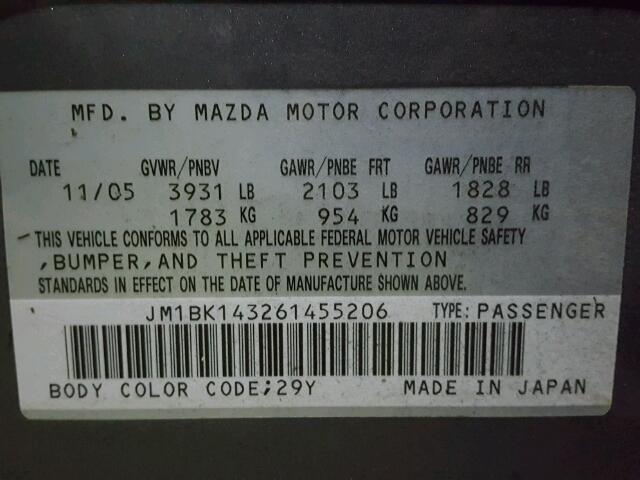 MFD. BY MAZDA MOTOR CORPORATION
DATE GVWR/PNBV GAWR/PNBE FRT GAWR/PNBE RR
11/05 3931 LB 2103 LB 1828 LB
1783 KG 954 KG 829 KG
THIS VEHICLE CONFORMS TO ALL APPLICABLE FEDERAL MOTOR VEHICLE SAFETY
,BUMPER,AND THEFT PREVENTION
STANDARDS IN EFFECT ON THE DATE OF MANUFACTURE SHOWN ABOVE.
JM1BK143261455206 TYPE: PASSENGER
BODY COLOR CODE;29Y MADE IN JAPAN